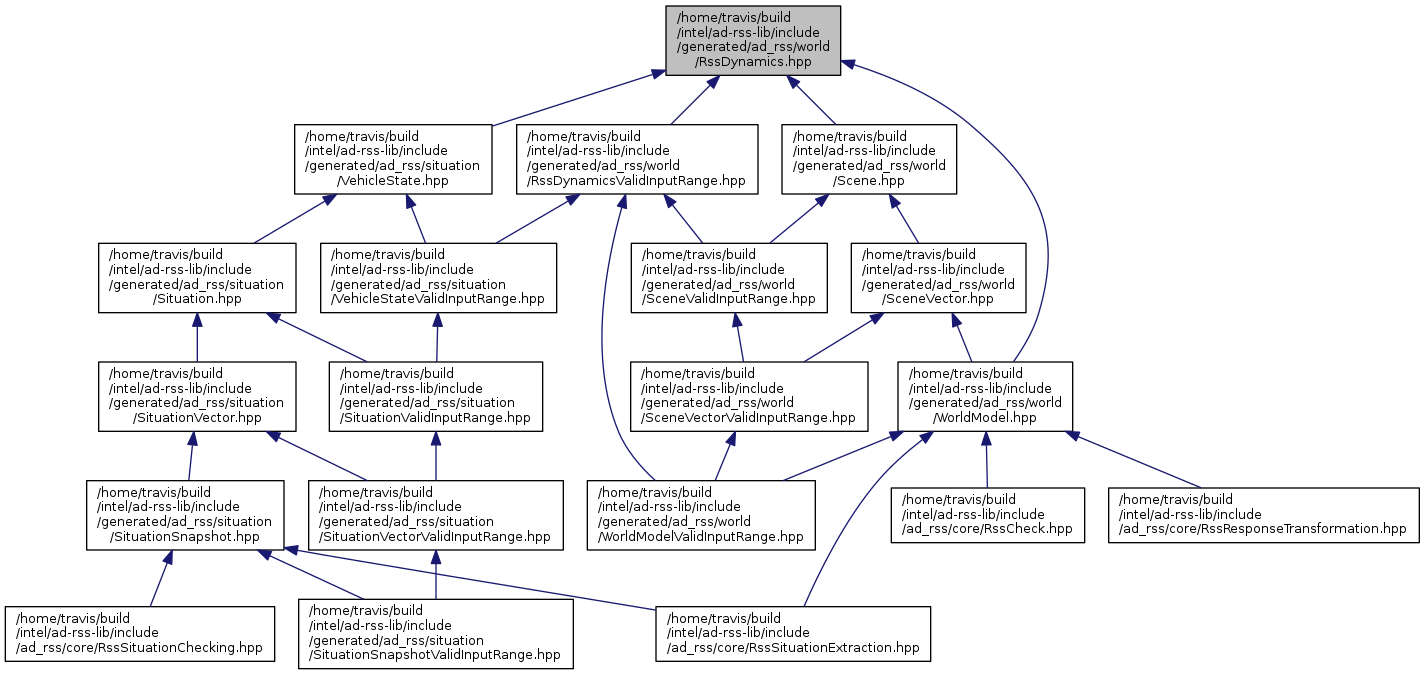 /home/travis/build
/intel/ad-rss-lib/include
/generated/ad_rss/world
/RssDynamics.hpp
/home/travis/build
/intel/ad-rss-lib/include
/generated/ad_rss/situation
/VehicleState.hpp
/home/travis/build
/intel/ad-rss-lib/include
/generated/ad_rss/world
/RssDynamicsValidInputRange.hpp
/home/travis/build
/intel/ad-rss-lib/include
/generated/ad_rss/world
/Scene.hpp
/home/travis/build
/intel/ad-rss-lib/include
/generated/ad_rss/situation
/Situation.hpp
/home/travis/build
/intel/ad-rss-lib/include
/generated/ad_rss/situation
/VehicleStateValidInputRange.hpp
/home/travis/build
/intel/ad-rss-lib/include
/generated/ad_rss/world
/SceneValidInputRange.hpp
/home/travis/build
/intel/ad-rss-lib/include
/generated/ad_rss/world
/SceneVector.hpp
/home/travis/build
/intel/ad-rss-lib/include
/generated/ad_rss/situation
/SituationVector.hpp
/home/travis/build
/intel/ad-rss-lib/include
/generated/ad_rss/situation
/SituationValidInputRange.hpp
/home/travis/build
/intel/ad-rss-lib/include
/generated/ad_rss/world
/SceneVectorValidInputRange.hpp
/home/travis/build
/intel/ad-rss-lib/include
/generated/ad_rss/world
/WorldModel.hpp
/home/travis/build
/intel/ad-rss-lib/include
/generated/ad_rss/situation
/SituationSnapshot.hpp
/home/travis/build
/intel/ad-rss-lib/include
/generated/ad_rss/situation
/SituationVectorValidInputRange.hpp
/home/travis/build
/intel/ad-rss-lib/include
/generated/ad_rss/world
/WorldModelValidInputRange.hpp
/home/travis/build
/intel/ad-rss-lib/include
/ad_rss/core/RssCheck.hpp
/home/travis/build
/intel/ad-rss-lib/include
/ad_rss/core/RssResponseTransformation.hpp
/home/travis/build
/intel/ad-rss-lib/include
/ad_rss/core/RssSituationChecking.hpp
/home/travis/build
/intel/ad-rss-lib/include
/generated/ad_rss/situation
/SituationSnapshotValidInputRange.hpp
/home/travis/build
/intel/ad-rss-lib/include
/ad_rss/core/RssSituationExtraction.hpp